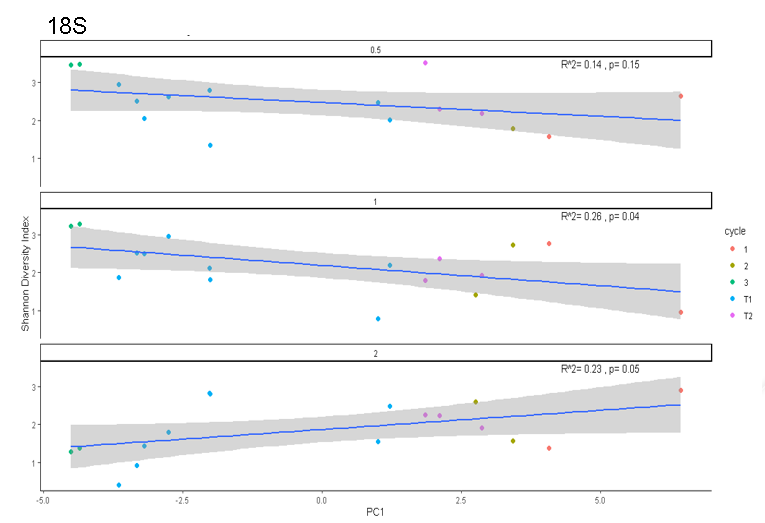 18S
0.5
R^2= 0.14 , p= 0.15
3
2
1
1
R^2= 0.26 , p= 0.04
3
2
1
Shannon Diversity Index
2
R^2= 0.23 , p= 0.05
3
2
1
-5.0 -2.5 0.0 2.5 5.0
PC1
cycle
1
2
3
T1
T2